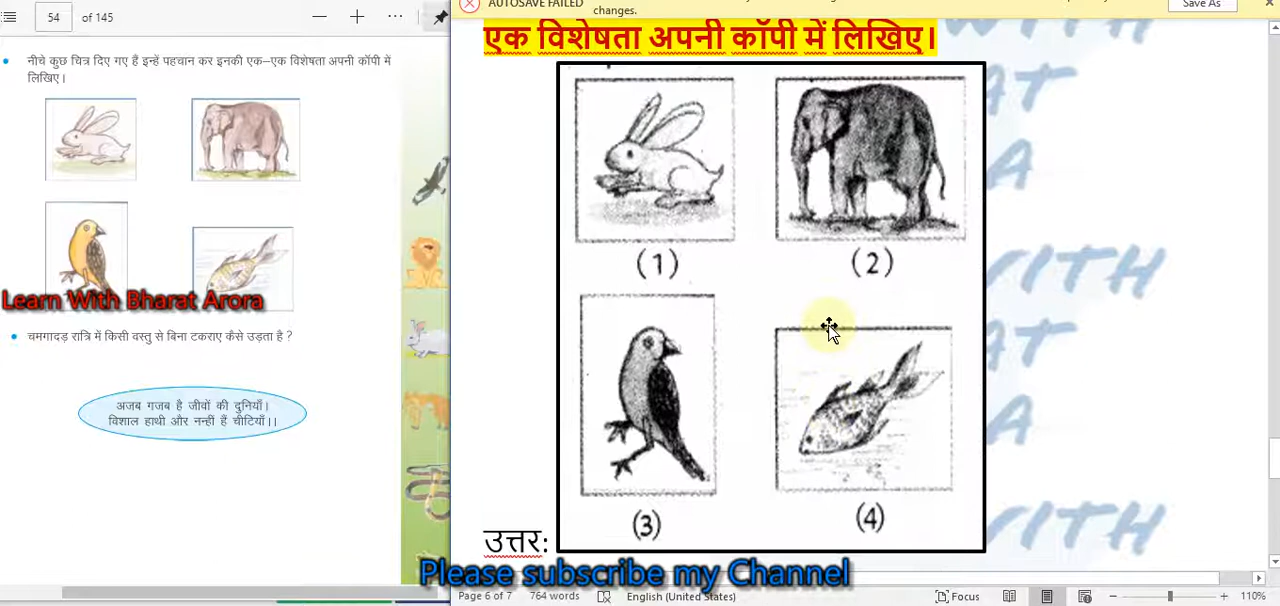 54 of 145
नीचे कुछ चित्र दिए गए हैं इन्हें पहचान कर इनकी एक–एक विशेषता अपनी कॉपी में
लिखिए।
Learn With Bharat Arora
चमगादड़ रात्रि में किसी वस्तु से बिना टकराए कैसे उड़ता है ?
अजब गजब है जीवों की दुनियाँ।
विशाल हाथी और नन्हीं हैं चीटियाँ।।
AUTOSAVE FAILED
changes.
Save As
एक विशेषता अपनी कॉपी में लिखिए।
(1)
(2)
(3)
(4)
उत्तर:
WITH
WITH
Please subscribe my Channel
Page 6 of 7 764 words English (United States) Focus 110%